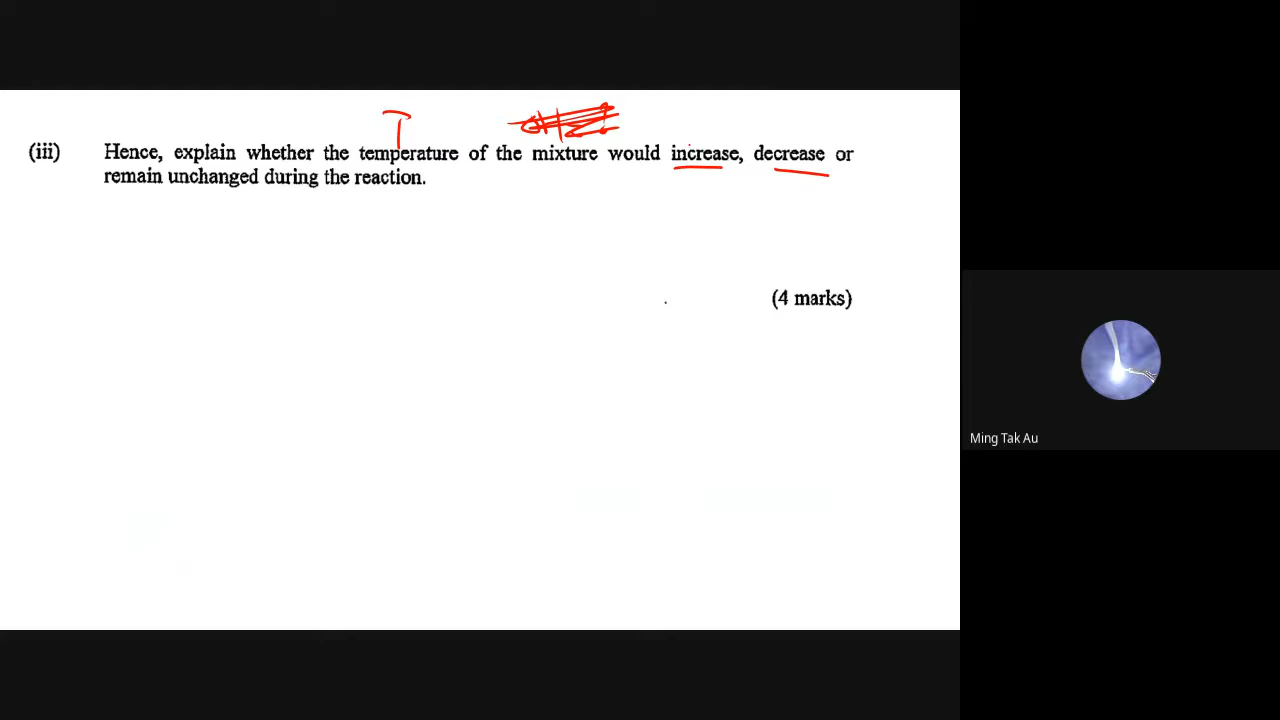 T
(iii) Hence, explain whether the temperature of the mixture would increase, decrease or
remain unchanged during the reaction.
(4 marks)
Ming Tak Au